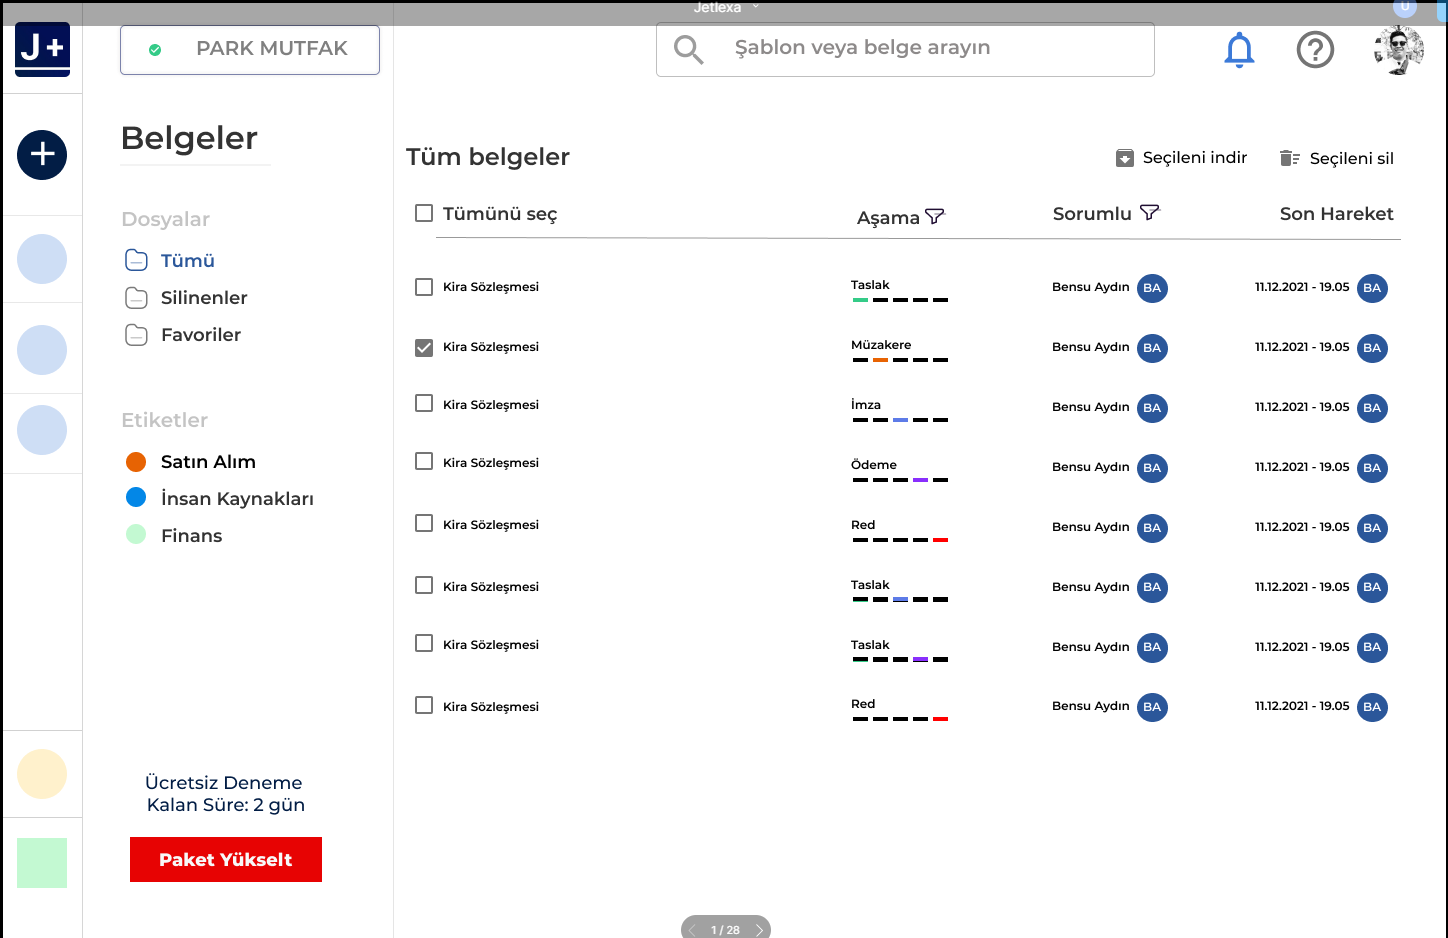 Jetlexa
U
J+
PARK MUTFAK
Şablon veya belge arayın
Belgeler
Dosyalar
Tümü
Silinenler
Favoriler
Etiketler
Satın Alım
İnsan Kaynakları
Finans
Ücretsiz Deneme
Kalan Süre: 2 gün
Paket Yükselt
Tüm belgeler
Seçileni indir
Seçileni sil
Tümünü seç
Aşama
Sorumlu
Son Hareket
Kira Sözleşmesi Taslak Bensu Aydın BA 11.12.2021 - 19.05 BA
Kira Sözleşmesi Müzakere Bensu Aydın BA 11.12.2021 - 19.05 BA
Kira Sözleşmesi İmza Bensu Aydın BA 11.12.2021 - 19.05 BA
Kira Sözleşmesi Ödeme Bensu Aydın BA 11.12.2021 - 19.05 BA
Kira Sözleşmesi Red Bensu Aydın BA 11.12.2021 - 19.05 BA
Kira Sözleşmesi Taslak Bensu Aydın BA 11.12.2021 - 19.05 BA
Kira Sözleşmesi Taslak Bensu Aydın BA 11.12.2021 - 19.05 BA
Kira Sözleşmesi Red Bensu Aydın BA 11.12.2021 - 19.05 BA
1 / 28